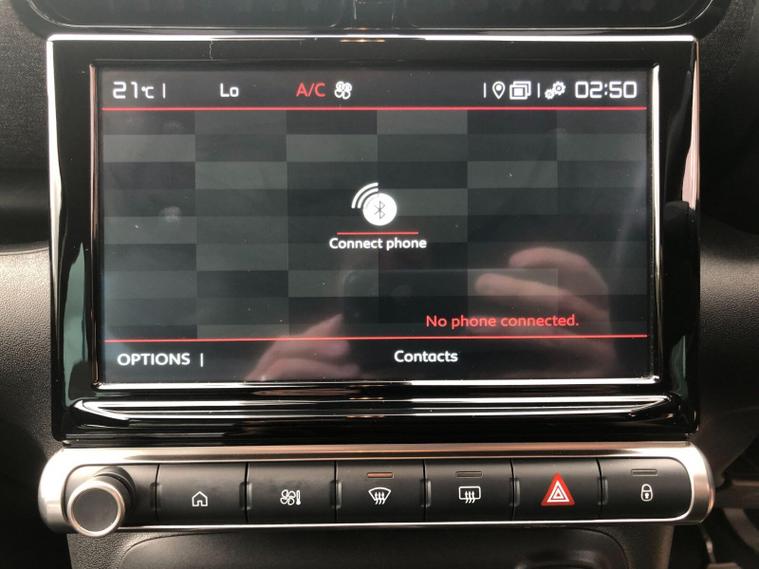 21°C | Lo A/C | | 02:50
Connect phone
No phone connected.
OPTIONS | Contacts